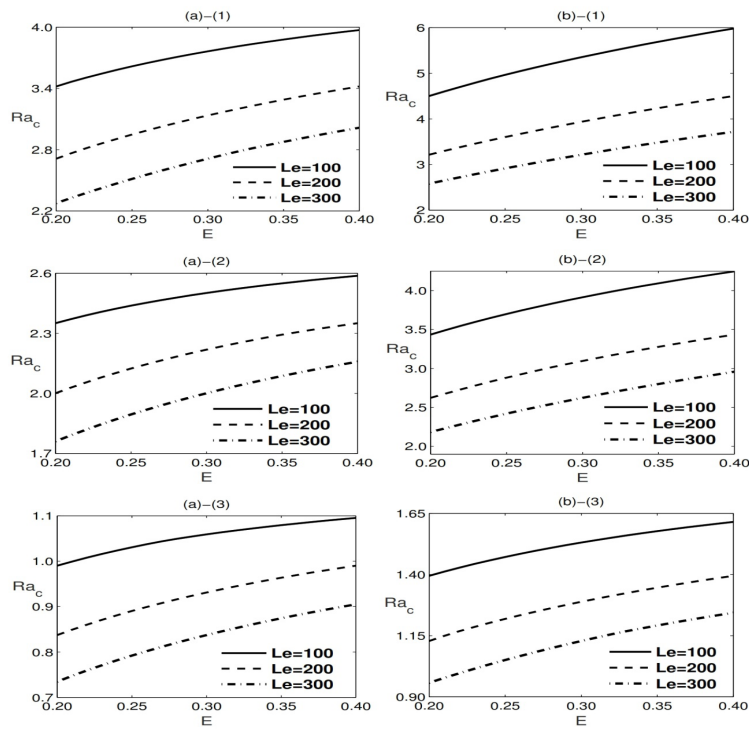 (a)−(1)
4.0
3.4
Ra_c
2.8
2.2
Le=100
Le=200
Le=300
0.20 0.25 0.30 0.35 0.40
E
(b)−(1)
6
5
Ra_c
4
3
2
Le=100
Le=200
Le=300
0.20 0.25 0.30 0.35 0.40
E
(a)−(2)
2.6
2.3
Ra_c
2.0
1.7
Le=100
Le=200
Le=300
0.20 0.25 0.30 0.35 0.40
E
(b)−(2)
4.0
3.5
Ra_c
3.0
2.5
2.0
Le=100
Le=200
Le=300
0.20 0.25 0.30 0.35 0.40
E
(a)−(3)
1.1
1.0
Ra_c
0.9
0.8
0.7
Le=100
Le=200
Le=300
0.20 0.25 0.30 0.35 0.40
E
(b)−(3)
1.65
1.40
Ra_c
1.15
0.90
Le=100
Le=200
Le=300
0.20 0.25 0.30 0.35 0.40
E